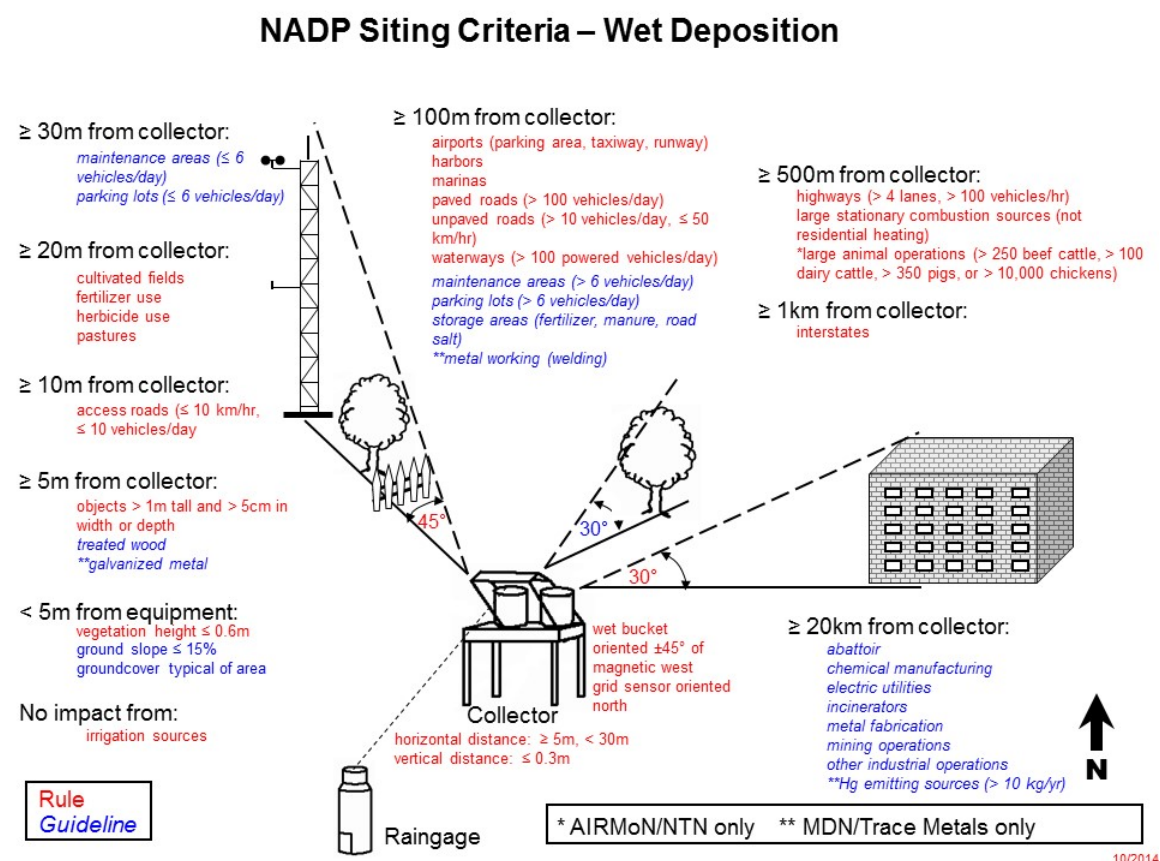 NADP Siting Criteria – Wet Deposition
≥ 30m from collector:
maintenance areas (≤ 6
vehicles/day)
parking lots (≤ 6 vehicles/day)
≥ 20m from collector:
cultivated fields
fertilizer use
herbicide use
pastures
≥ 10m from collector:
access roads (≤ 10 km/hr,
≤ 10 vehicles/day
≥ 5m from collector:
objects > 1m tall and > 5cm in
width or depth
treated wood
**galvanized metal
< 5m from equipment:
vegetation height ≤ 0.6m
ground slope ≤ 15%
groundcover typical of area
No impact from:
irrigation sources
≥ 100m from collector:
airports (parking area, taxiway, runway)
harbors
marinas
paved roads (> 100 vehicles/day)
unpaved roads (> 10 vehicles/day, ≤ 50
km/hr)
waterways (> 100 powered vehicles/day)
maintenance areas (> 6 vehicles/day)
parking lots (> 6 vehicles/day)
storage areas (fertilizer, manure, road
salt)
**metal working (welding)
≥ 500m from collector:
highways (> 4 lanes, > 100 vehicles/hr)
large stationary combustion sources (not
residential heating)
*large animal operations (> 250 beef cattle, > 100
dairy cattle, > 350 pigs, or > 10,000 chickens)
≥ 1km from collector:
interstates
45°
30°
30°
wet bucket
oriented ±45° of
magnetic west
grid sensor oriented
north
Collector
horizontal distance: ≥ 5m, < 30m
vertical distance: ≤ 0.3m
Raingage
≥ 20km from collector:
abattoir
chemical manufacturing
electric utilities
incinerators
metal fabrication
mining operations
other industrial operations
**Hg emitting sources (> 10 kg/yr)
N
Rule
Guideline
* AIRMoN/NTN only ** MDN/Trace Metals only
10/2014